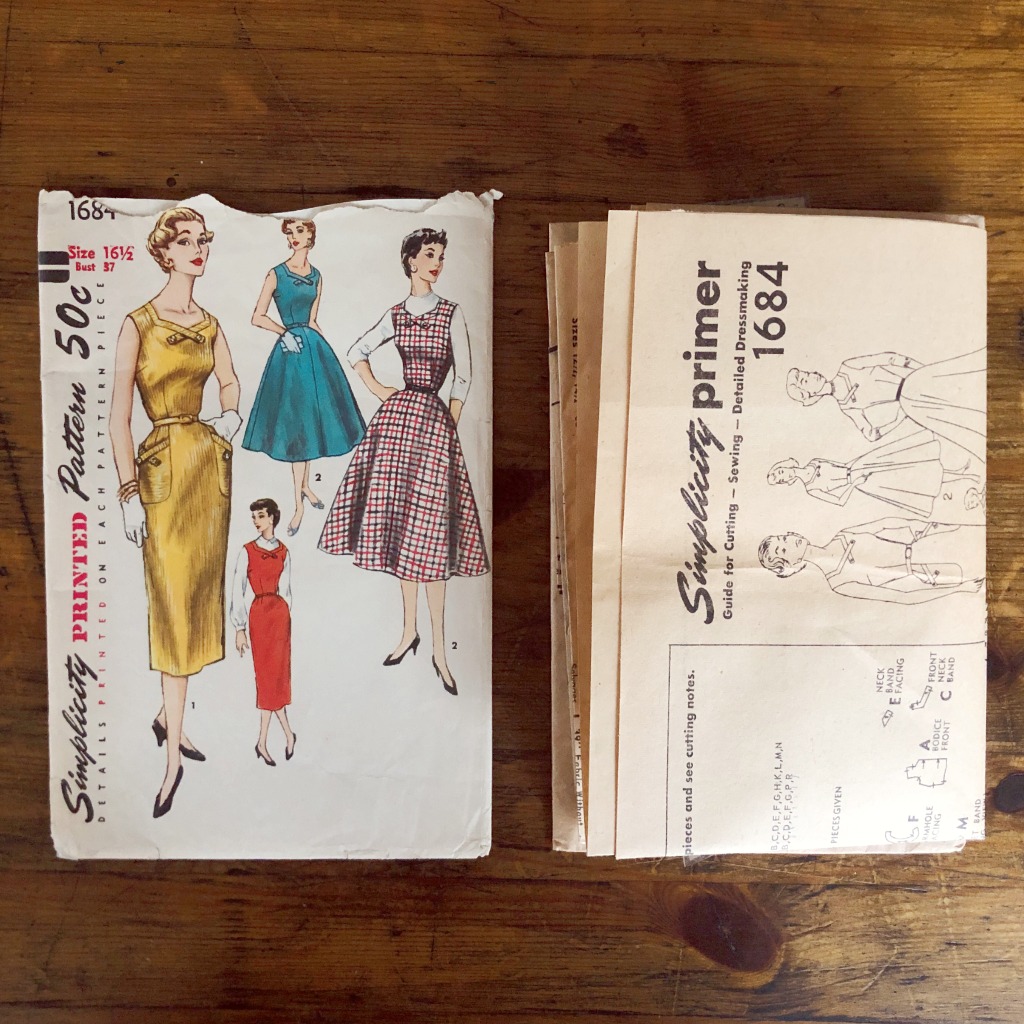 1684
Size 16½
Bust 37
Simplicity PRINTED Pattern 50c
DETAILS PRINTED ON EACH PATTERN PIECE
1
2
2
Simplicity primer
Guide for Cutting – Sewing – Detailed Dressmaking
1684
2
pieces and see cutting notes.
B,C,D,E,F,G,H,K,L,M,N
B,C,D,E,F,G,P,R
PIECES GIVEN
NECK
BAND
E FACING
FRONT
NECK
C BAND
A
BODICE
FRONT
F
M
BAND